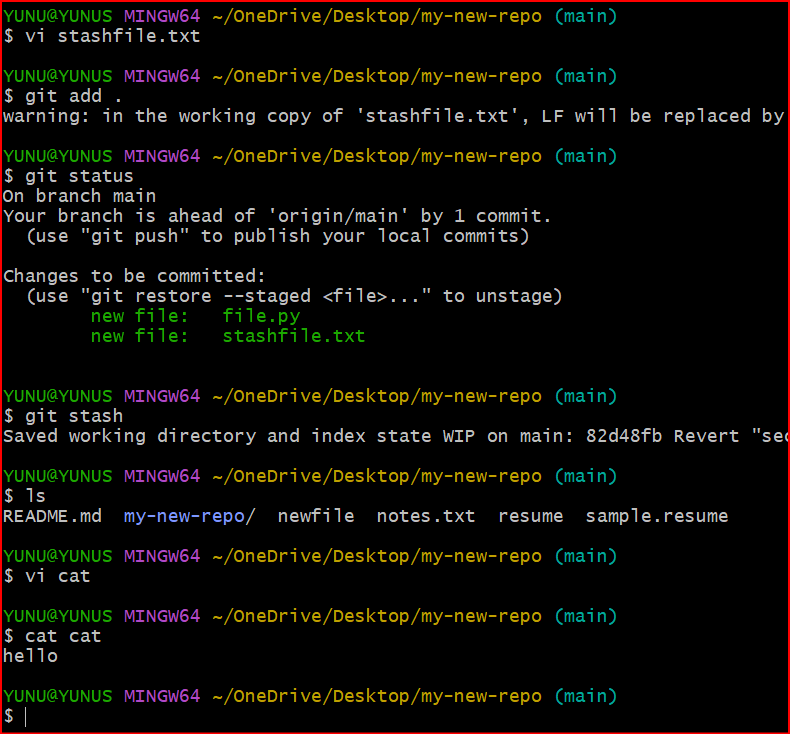 YUNU@YUNUS MINGW64 ~/OneDrive/Desktop/my-new-repo (main)
$ vi stashfile.txt
YUNU@YUNUS MINGW64 ~/OneDrive/Desktop/my-new-repo (main)
$ git add .
warning: in the working copy of 'stashfile.txt', LF will be replaced by
YUNU@YUNUS MINGW64 ~/OneDrive/Desktop/my-new-repo (main)
$ git status
On branch main
Your branch is ahead of 'origin/main' by 1 commit.
  (use "git push" to publish your local commits)
Changes to be committed:
  (use "git restore --staged <file>..." to unstage)
        new file:   file.py
        new file:   stashfile.txt
YUNU@YUNUS MINGW64 ~/OneDrive/Desktop/my-new-repo (main)
$ git stash
Saved working directory and index state WIP on main: 82d48fb Revert
YUNU@YUNUS MINGW64 ~/OneDrive/Desktop/my-new-repo (main)
$ ls
README.md  my-new-repo/  newfile  notes.txt  resume  sample.resume
YUNU@YUNUS MINGW64 ~/OneDrive/Desktop/my-new-repo (main)
$ vi cat
YUNU@YUNUS MINGW64 ~/OneDrive/Desktop/my-new-repo (main)
$ cat cat
hello
YUNU@YUNUS MINGW64 ~/OneDrive/Desktop/my-new-repo (main)
$